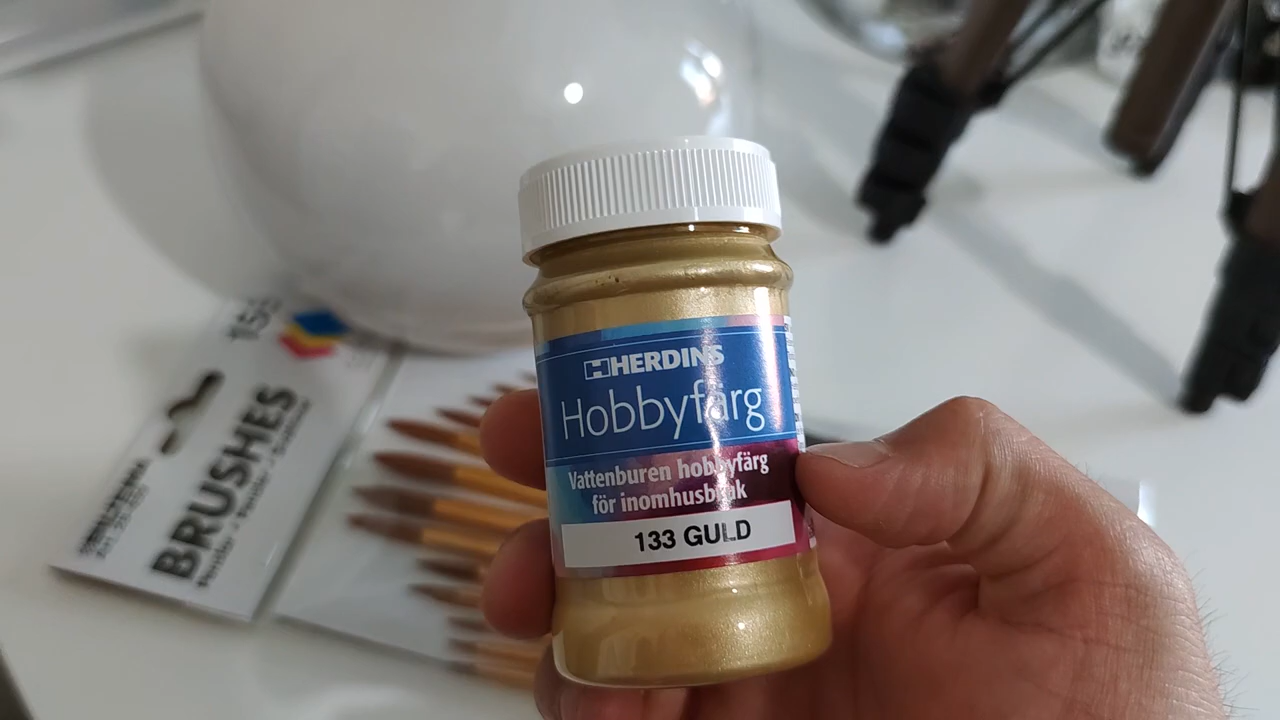 HERDINS
Hobbyfärg
Vattenburen hobbyfärg
för inomhusbruk
133 GULD
BRUSHES